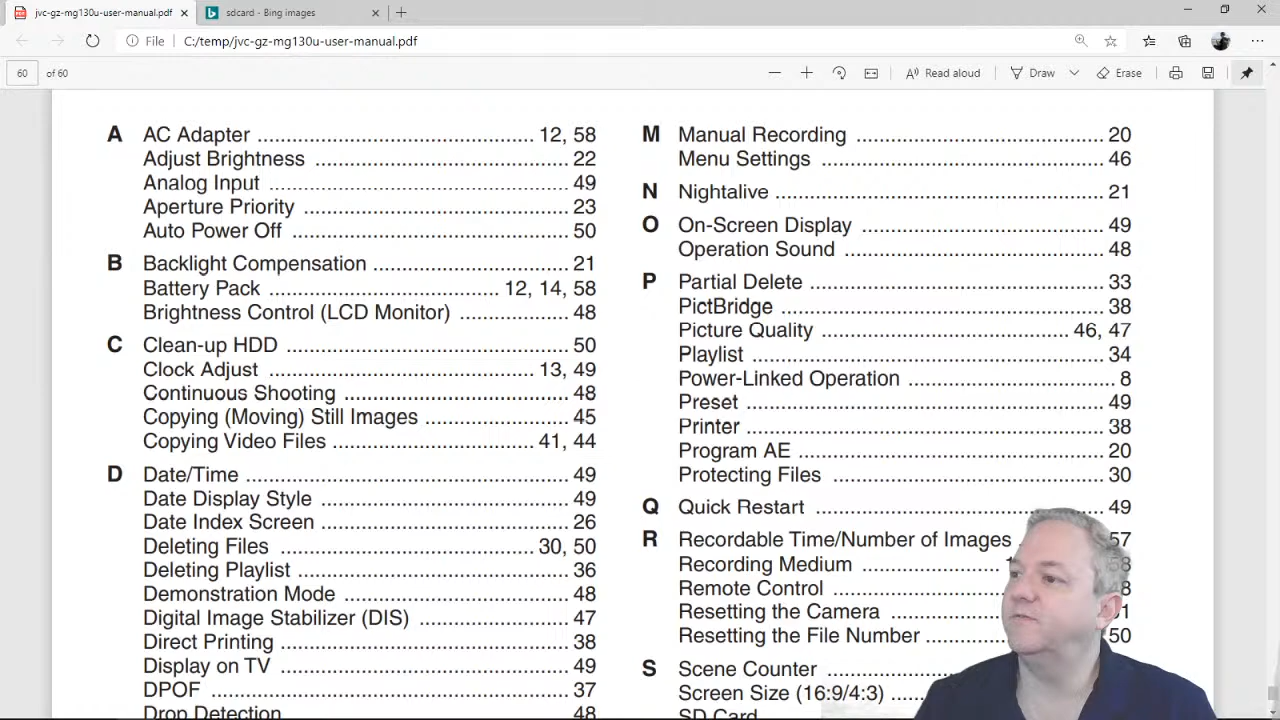 jvc-gz-mg130u-user-manual.pdf
sdcard - Bing images
File
C:/temp/jvc-gz-mg130u-user-manual.pdf
60 of 60
Read aloud
Draw
Erase
A AC Adapter 12, 58
Adjust Brightness 22
Analog Input 49
Aperture Priority 23
Auto Power Off 50
B Backlight Compensation 21
Battery Pack 12, 14, 58
Brightness Control (LCD Monitor) 48
C Clean-up HDD 50
Clock Adjust 13, 49
Continuous Shooting 48
Copying (Moving) Still Images 45
Copying Video Files 41, 44
D Date/Time 49
Date Display Style 49
Date Index Screen 26
Deleting Files 30, 50
Deleting Playlist 36
Demonstration Mode 48
Digital Image Stabilizer (DIS) 47
Direct Printing 38
Display on TV 49
DPOF 37
Drop Detection 48
M Manual Recording 20
Menu Settings 46
N Nightalive 21
O On-Screen Display 49
Operation Sound 48
P Partial Delete 33
PictBridge 38
Picture Quality 46, 47
Playlist 34
Power-Linked Operation 8
Preset 49
Printer 38
Program AE 20
Protecting Files 30
Q Quick Restart 49
R Recordable Time/Number of Images 57
Recording Medium
Remote Control
Resetting the Camera
Resetting the File Number 50
S Scene Counter
Screen Size (16:9/4:3)
SD Card